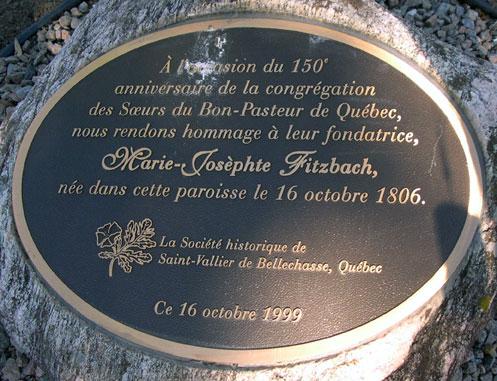 À l'occasion du 150e
anniversaire de la congrégation
des Sœurs du Bon-Pasteur de Québec,
nous rendons hommage à leur fondatrice,
Marie-Josèphte Fitzbach,
née dans cette paroisse le 16 octobre 1806.
La Société historique de
Saint-Vallier de Bellechasse, Québec
Ce 16 octobre 1999